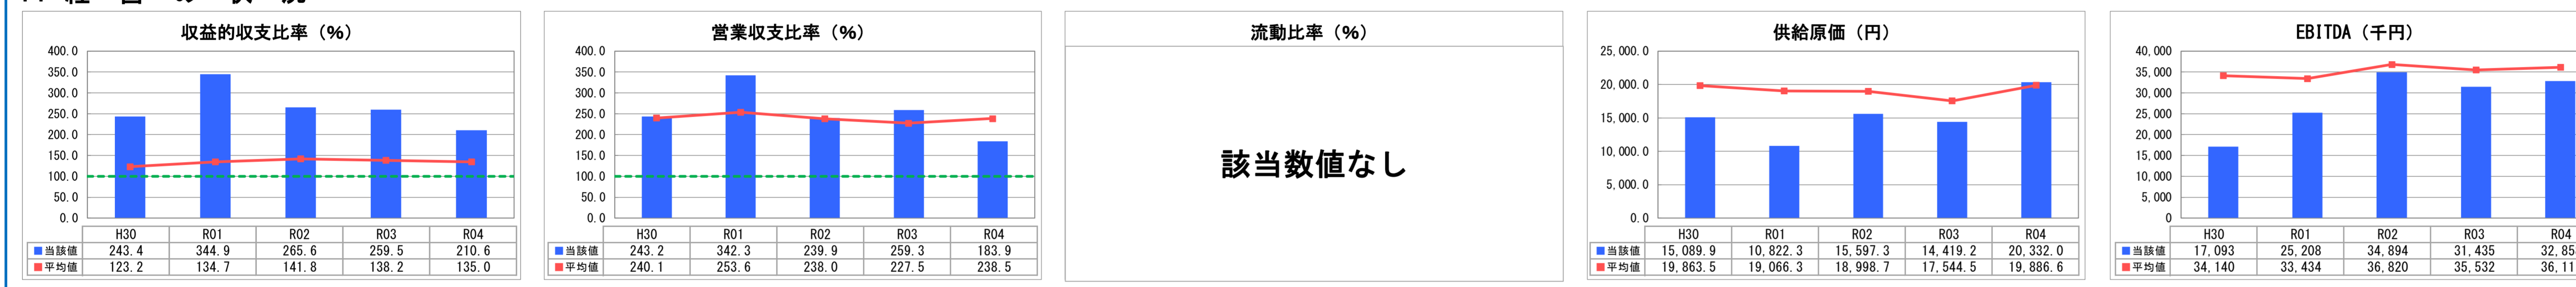 収益的収支比率（％）
400.0
350.0
300.0
250.0
200.0
150.0
100.0
50.0
0.0
H30 R01 R02 R03 R04
当該値 243.4 344.9 265.6 259.5 210.6
平均値 123.2 134.7 141.8 138.2 135.0
営業収支比率（％）
400.0
350.0
300.0
250.0
200.0
150.0
100.0
50.0
0.0
H30 R01 R02 R03 R04
当該値 243.2 342.3 239.9 259.3 183.9
平均値 240.1 253.6 238.0 227.5 238.5
流動比率（％）
該当数値なし
供給原価（円）
25,000.0
20,000.0
15,000.0
10,000.0
5,000.0
0.0
H30 R01 R02 R03 R04
当該値 15,089.9 10,822.3 15,597.3 14,419.2 20,332.0
平均値 19,863.5 19,066.3 18,998.7 17,544.5 19,886.6
EBITDA（千円）
40,000
35,000
30,000
25,000
20,000
15,000
10,000
5,000
0
H30 R01 R02 R03 R04
当該値 17,093 25,208 34,894 31,435 32,85
平均値 34,140 33,434 36,820 35,532 36,11